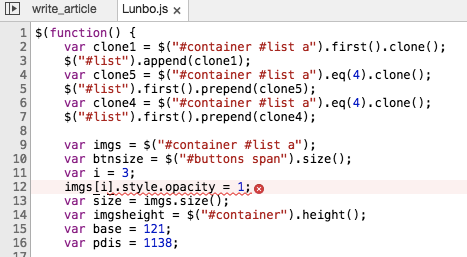 write_article Lunbo.js ×
1 $(function() {
2 var clone1 = $("#container #list a").first().clone();
3 $("#list").append(clone1);
4 var clone5 = $("#container #list a").eq(4).clone();
5 $("#list").first().prepend(clone5);
6 var clone4 = $("#container #list a").eq(4).clone();
7 $("#list").first().prepend(clone4);
8
9 var imgs = $("#container #list a");
10 var btnsize = $("#buttons span").size();
11 var i = 3;
12 imgs[i].style.opacity = 1;
13 var size = imgs.size();
14 var imgsheight = $("#container").height();
15 var base = 121;
16 var pdis = 1138;